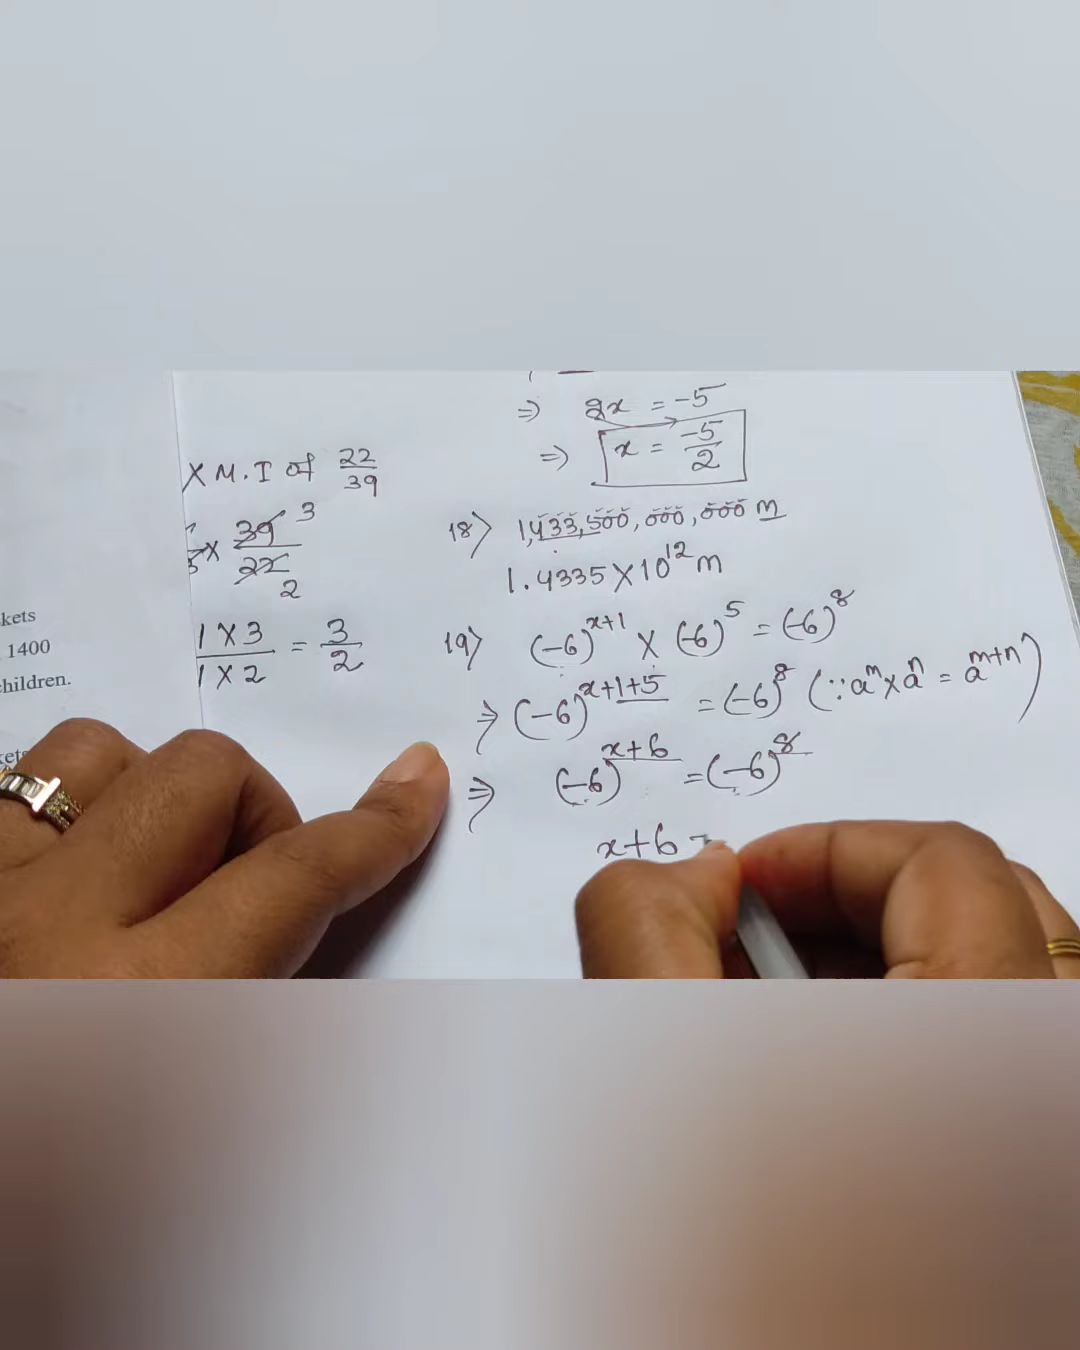 kets
1400
children.
X M.I of 22/39
× 39/22 3 2
1×3/1×2 = 3/2
⇒ 2x = -5
⇒ x = -5/2
18) 1,433,500,000,000 m
1.4335 × 10^12 m
19) (-6)^x+1 × (-6)^5 = (-6)^8
⇒ (-6)^x+1+5 = (-6)^8 (∵ a^m × a^n = a^m+n)
⇒ (-6)^x+6 = (-6)^8
x+6 =